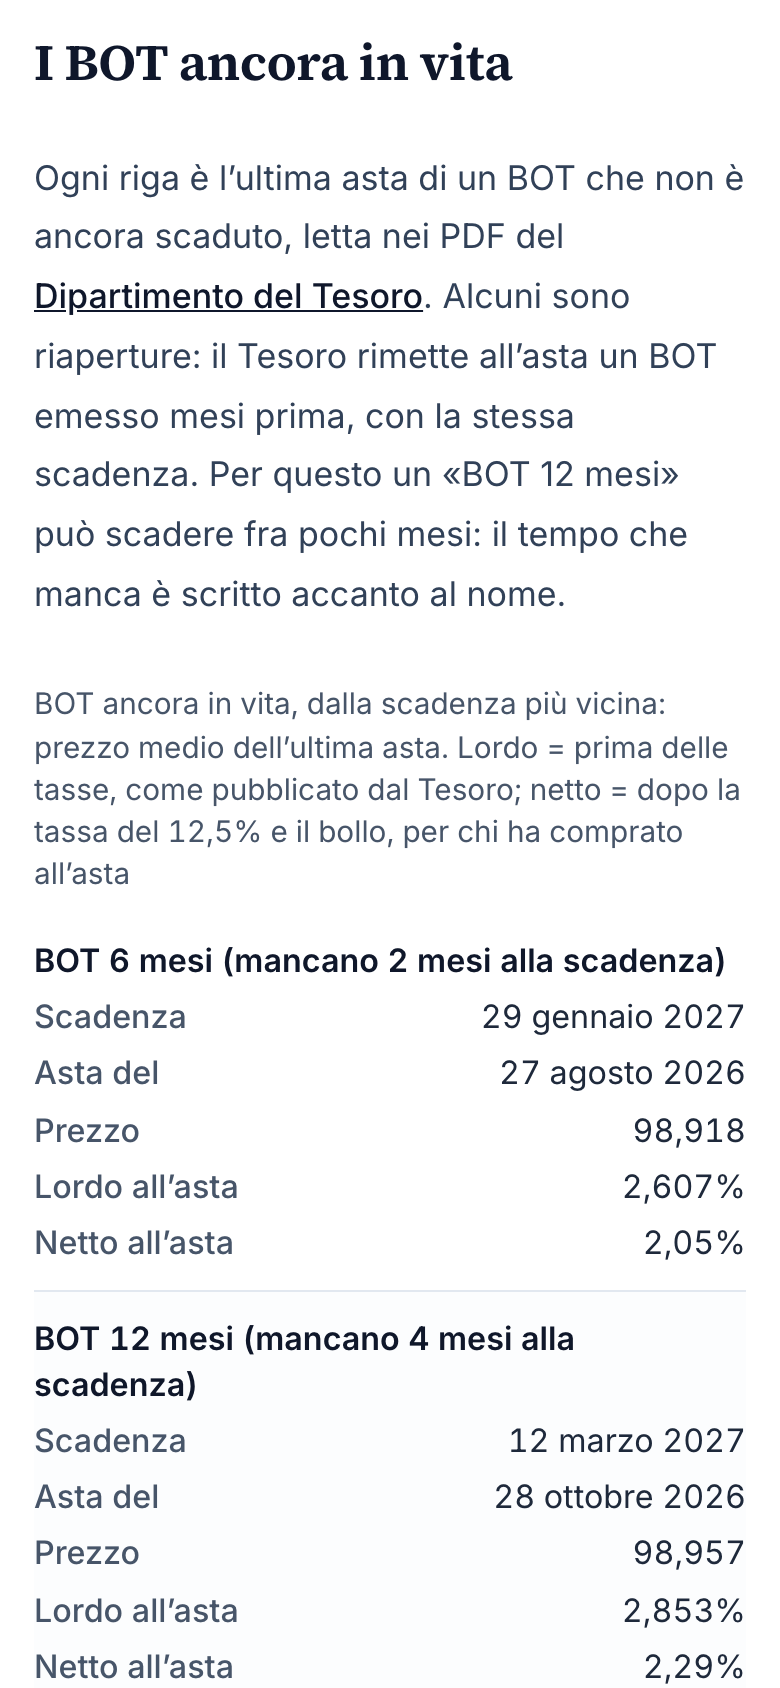 I BOT ancora in vita
Ogni riga è l’ultima asta di un BOT che non è
ancora scaduto, letta nei PDF del
Dipartimento del Tesoro. Alcuni sono
riaperture: il Tesoro rimette all’asta un BOT
emesso mesi prima, con la stessa
scadenza. Per questo un «BOT 12 mesi»
può scadere fra pochi mesi: il tempo che
manca è scritto accanto al nome.
BOT ancora in vita, dalla scadenza più vicina:
prezzo medio dell’ultima asta. Lordo = prima delle
tasse, come pubblicato dal Tesoro; netto = dopo la
tassa del 12,5% e il bollo, per chi ha comprato
all’asta
BOT 6 mesi (mancano 2 mesi alla scadenza)
Scadenza 29 gennaio 2027
Asta del 27 agosto 2026
Prezzo 98,918
Lordo all’asta 2,607%
Netto all’asta 2,05%
BOT 12 mesi (mancano 4 mesi alla
scadenza)
Scadenza 12 marzo 2027
Asta del 28 ottobre 2026
Prezzo 98,957
Lordo all’asta 2,853%
Netto all’asta 2,29%